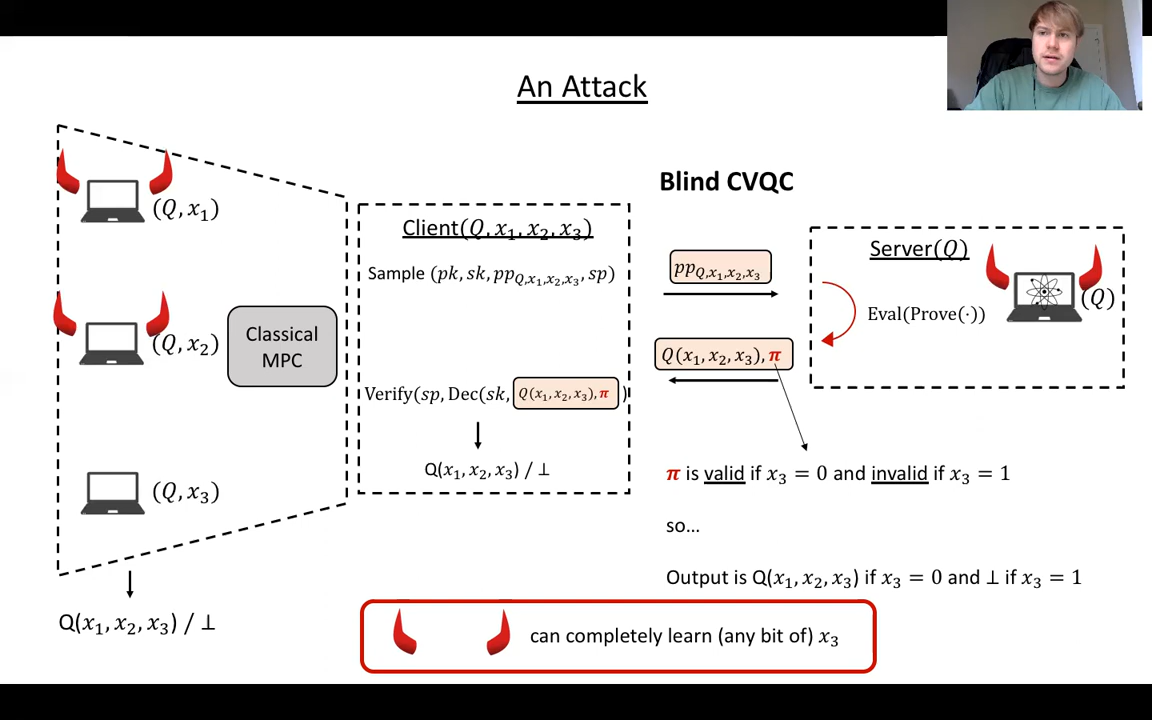 An Attack
Blind CVQC
(Q, x₁)
(Q, x₂)
(Q, x₃)
Classical
MPC
Q(x₁, x₂, x₃) / ⊥
Client(Q, x₁, x₂, x₃)
Sample (pk, sk, pp_{Q,x₁,x₂,x₃}, sp)
Verify(sp, Dec(sk, Q(x₁, x₂, x₃), π )
Q(x₁, x₂, x₃) / ⊥
pp_{Q,x₁,x₂,x₃}
Q(x₁, x₂, x₃), π
Server(Q)
Eval(Prove(·))
(Q)
π is valid if x₃ = 0 and invalid if x₃ = 1
so...
Output is Q(x₁, x₂, x₃) if x₃ = 0 and ⊥ if x₃ = 1
can completely learn (any bit of) x₃